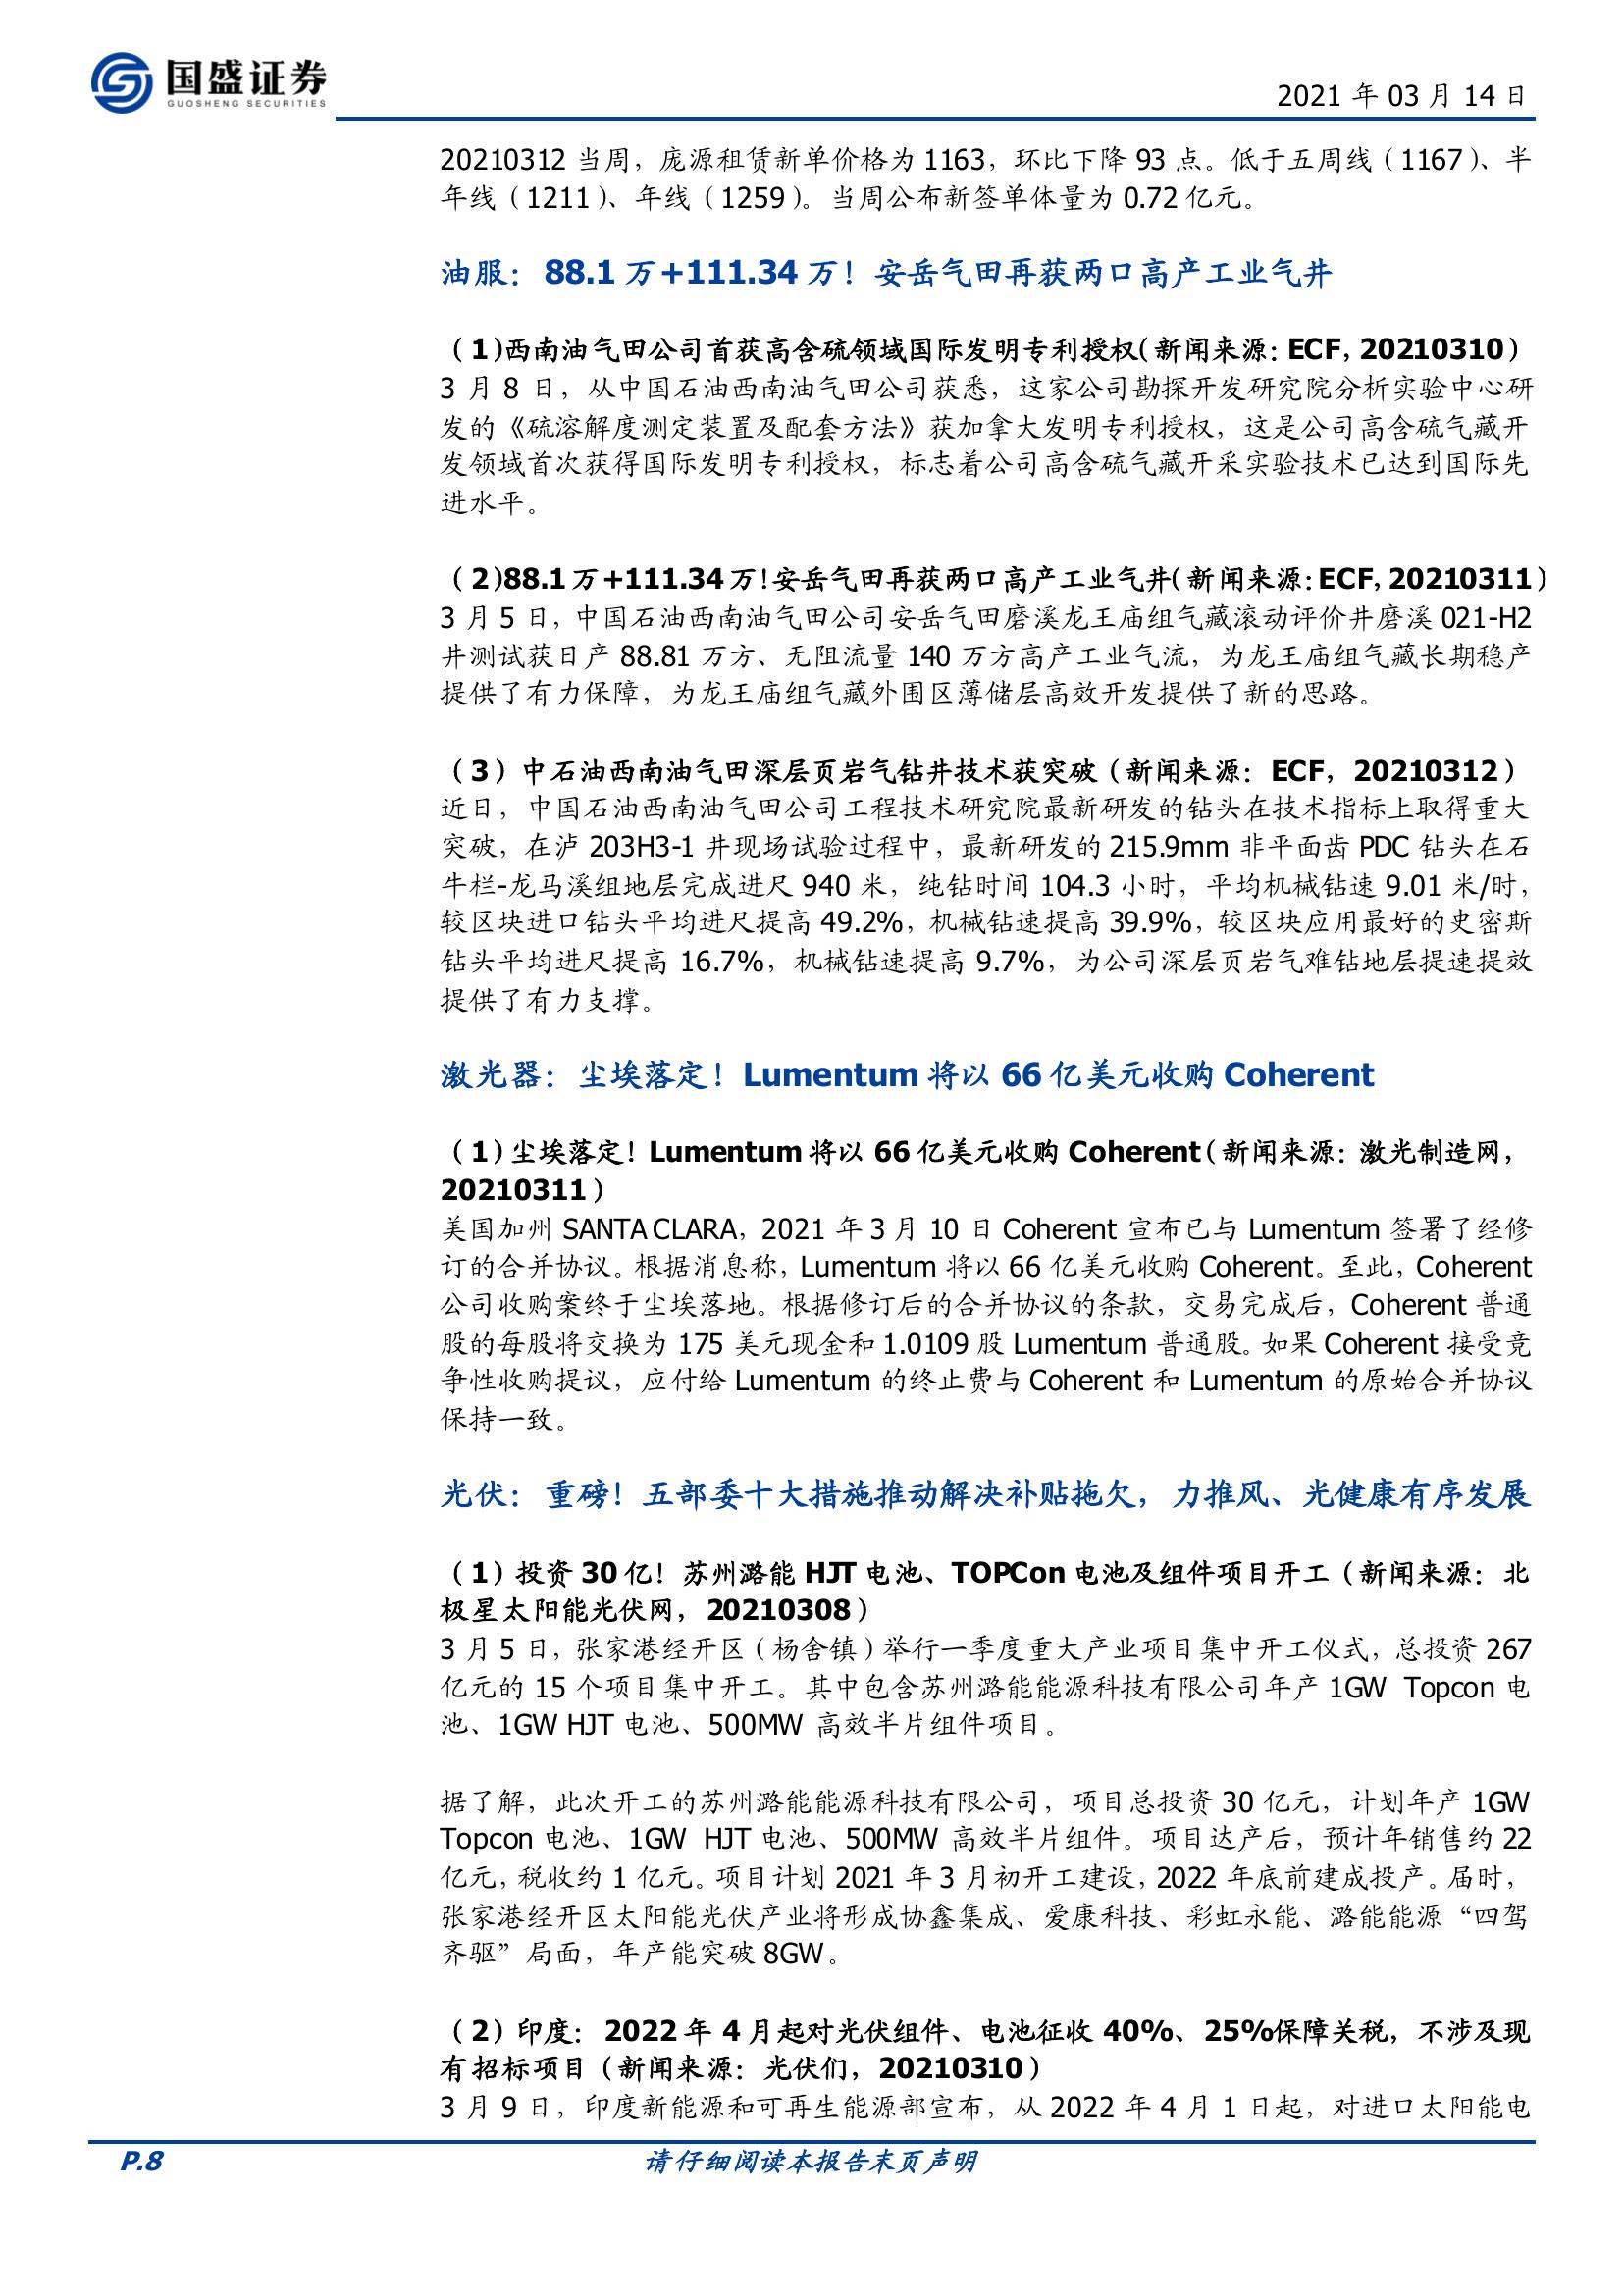 国盛证券
GUOSHENG SECURITIES
2021 年 03 月 14 日
20210312 当周，庞源租赁新单价格为 1163，环比下降 93 点。低于五周线（1167）、半
年线（1211）、年线（1259）。当周公布新签单体量为 0.72 亿元。
油服：88.1 万+111.34 万！安岳气田再获两口高产工业气井
（1）西南油气田公司首获高含硫领域国际发明专利授权（新闻来源：ECF，20210310）
3 月 8 日，从中国石油西南油气田公司获悉，这家公司勘探开发研究院分析实验中心研
发的《硫溶解度测定装置及配套方法》获加拿大发明专利授权，这是公司高含硫气藏开
发领域首次获得国际发明专利授权，标志着公司高含硫气藏开采实验技术已达到国际先
进水平。
（2）88.1 万+111.34 万！安岳气田再获两口高产工业气井（新闻来源：ECF，20210311）
3 月 5 日，中国石油西南油气田公司安岳气田磨溪龙王庙组气藏滚动评价井磨溪 021-H2
井测试获日产 88.81 万方、无阻流量 140 万方高产工业气流，为龙王庙组气藏长期稳产
提供了有力保障，为龙王庙组气藏外围区薄储层高效开发提供了新的思路。
（3）中石油西南油气田深层页岩气钻井技术获突破（新闻来源：ECF，20210312）
近日，中国石油西南油气田公司工程技术研究院最新研发的钻头在技术指标上取得重大
突破，在泸 203H3-1 井现场试验过程中，最新研发的 215.9mm 非平面齿 PDC 钻头在石
牛栏-龙马溪组地层完成进尺 940 米，纯钻时间 104.3 小时，平均机械钻速 9.01 米/时，
较区块进口钻头平均进尺提高 49.2%，机械钻速提高 39.9%，较区块应用最好的史密斯
钻头平均进尺提高 16.7%，机械钻速提高 9.7%，为公司深层页岩气难钻地层提速提效
提供了有力支撑。
激光器：尘埃落定！Lumentum 将以 66 亿美元收购 Coherent
（1）尘埃落定！Lumentum 将以 66 亿美元收购 Coherent（新闻来源：激光制造网，
20210311）
美国加州 SANTA CLARA，2021 年 3 月 10 日 Coherent 宣布已与 Lumentum 签署了经修
订的合并协议。根据消息称，Lumentum 将以 66 亿美元收购 Coherent。至此，Coherent
公司收购案终于尘埃落地。根据修订后的合并协议的条款，交易完成后，Coherent 普通
股的每股将交换为 175 美元现金和 1.0109 股 Lumentum 普通股。如果 Coherent 接受竞
争性收购提议，应付给 Lumentum 的终止费与 Coherent 和 Lumentum 的原始合并协议
保持一致。
光伏：重磅！五部委十大措施推动解决补贴拖欠，力推风、光健康有序发展
（1）投资 30 亿！苏州潞能 HJT 电池、TOPCon 电池及组件项目开工（新闻来源：北
极星太阳能光伏网，20210308）
3 月 5 日，张家港经开区（杨舍镇）举行一季度重大产业项目集中开工仪式，总投资 267
亿元的 15 个项目集中开工。其中包含苏州潞能能源科技有限公司年产 1GW Topcon 电
池、1GW HJT 电池、500MW 高效半片组件项目。
据了解，此次开工的苏州潞能能源科技有限公司，项目总投资 30 亿元，计划年产 1GW
Topcon 电池、1GW HJT 电池、500MW 高效半片组件。项目达产后，预计年销售约 22
亿元，税收约 1 亿元。项目计划 2021 年 3 月初开工建设，2022 年底前建成投产。届时，
张家港经开区太阳能光伏产业将形成协鑫集成、爱康科技、彩虹永能、潞能能源“四驾
齐驱”局面，年产能突破 8GW。
（2）印度：2022 年 4 月起对光伏组件、电池征收 40%、25%保障关税，不涉及现
有招标项目（新闻来源：光伏们，20210310）
3 月 9 日，印度新能源和可再生能源部宣布，从 2022 年 4 月 1 日起，对进口太阳能电
P.8
请仔细阅读本报告末页声明